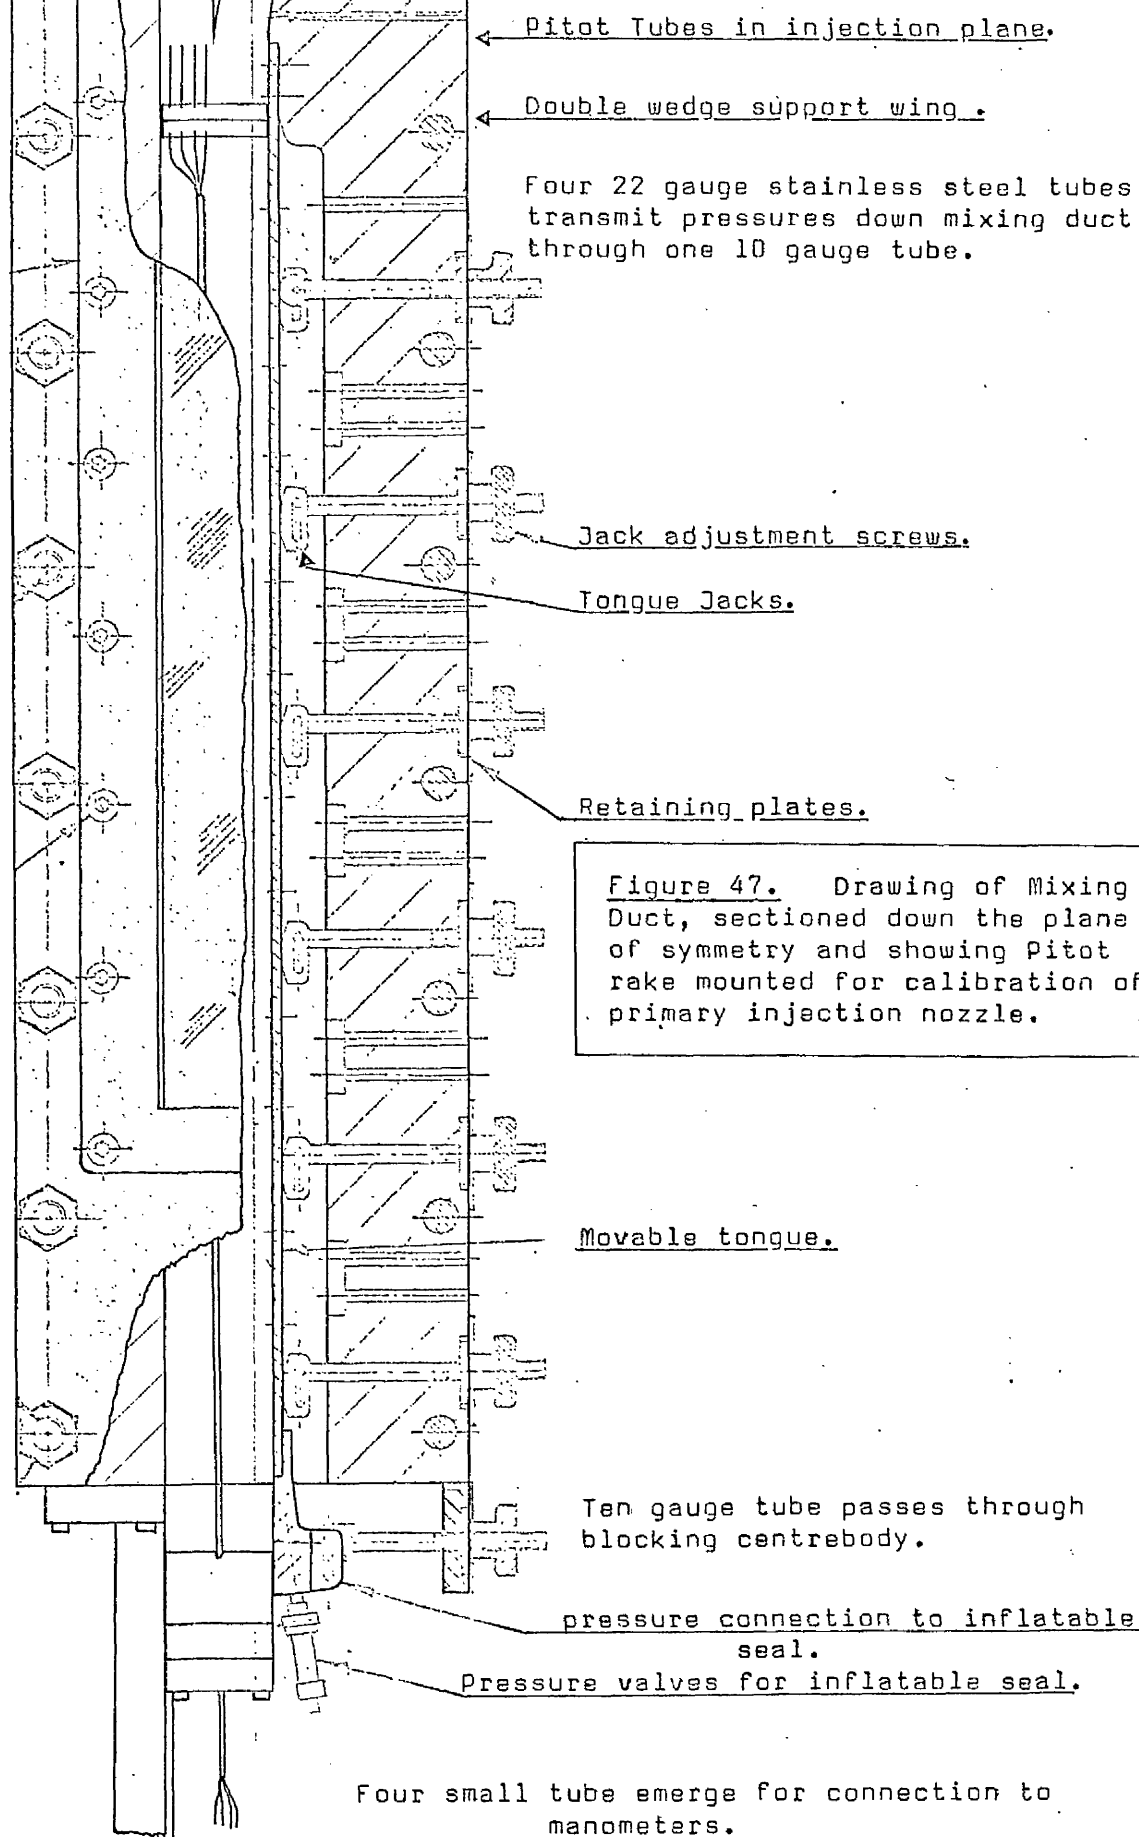 Pitot Tubes in injection plane.
Double wedge support wing .
Four 22 gauge stainless steel tubes
transmit pressures down mixing duct
through one 10 gauge tube.
Jack adjustment screws.
Tongue Jacks.
Retaining plates.
Figure 47. Drawing of Mixing
Duct, sectioned down the plane
of symmetry and showing Pitot
rake mounted for calibration of
primary injection nozzle.
Movable tongue.
Ten gauge tube passes through
blocking centrebody.
pressure connection to inflatable
seal.
Pressure valves for inflatable seal.
Four small tube emerge for connection to
manometers.